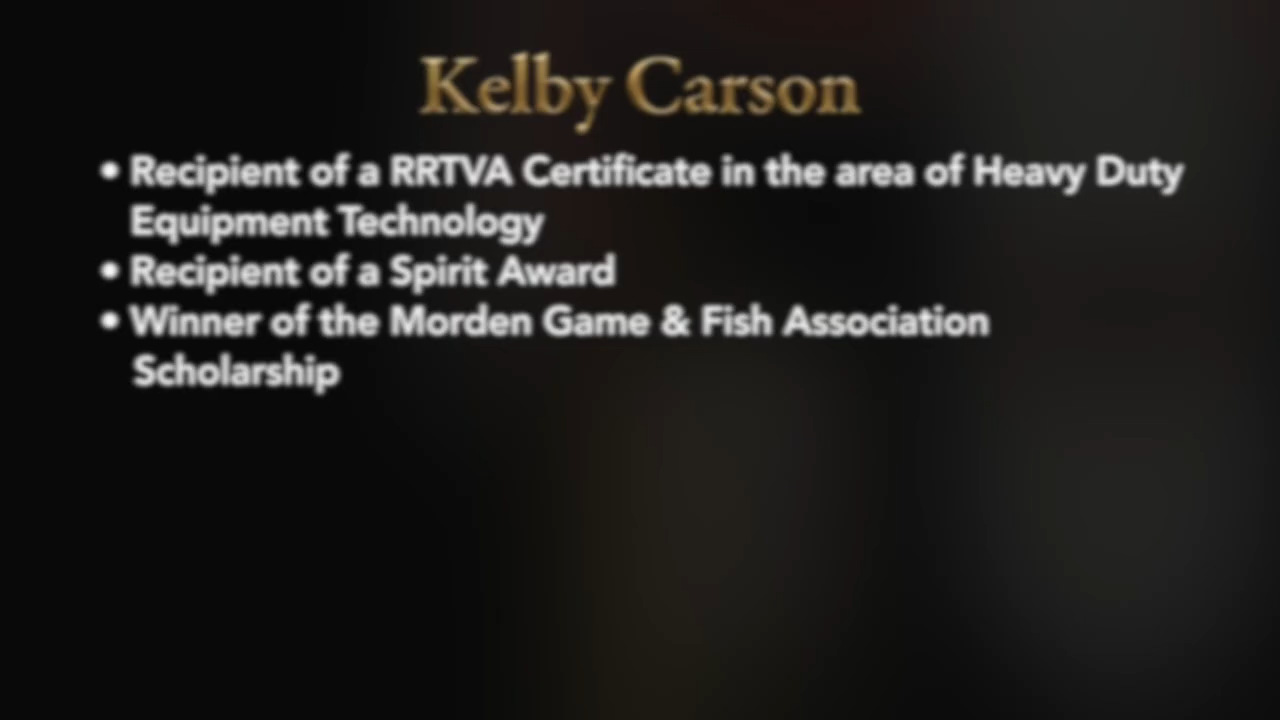 Kelby Carson
• Recipient of a RRTVA Certificate in the area of Heavy Duty
Equipment Technology
• Recipient of a Spirit Award
• Winner of the Morden Game & Fish Association
Scholarship